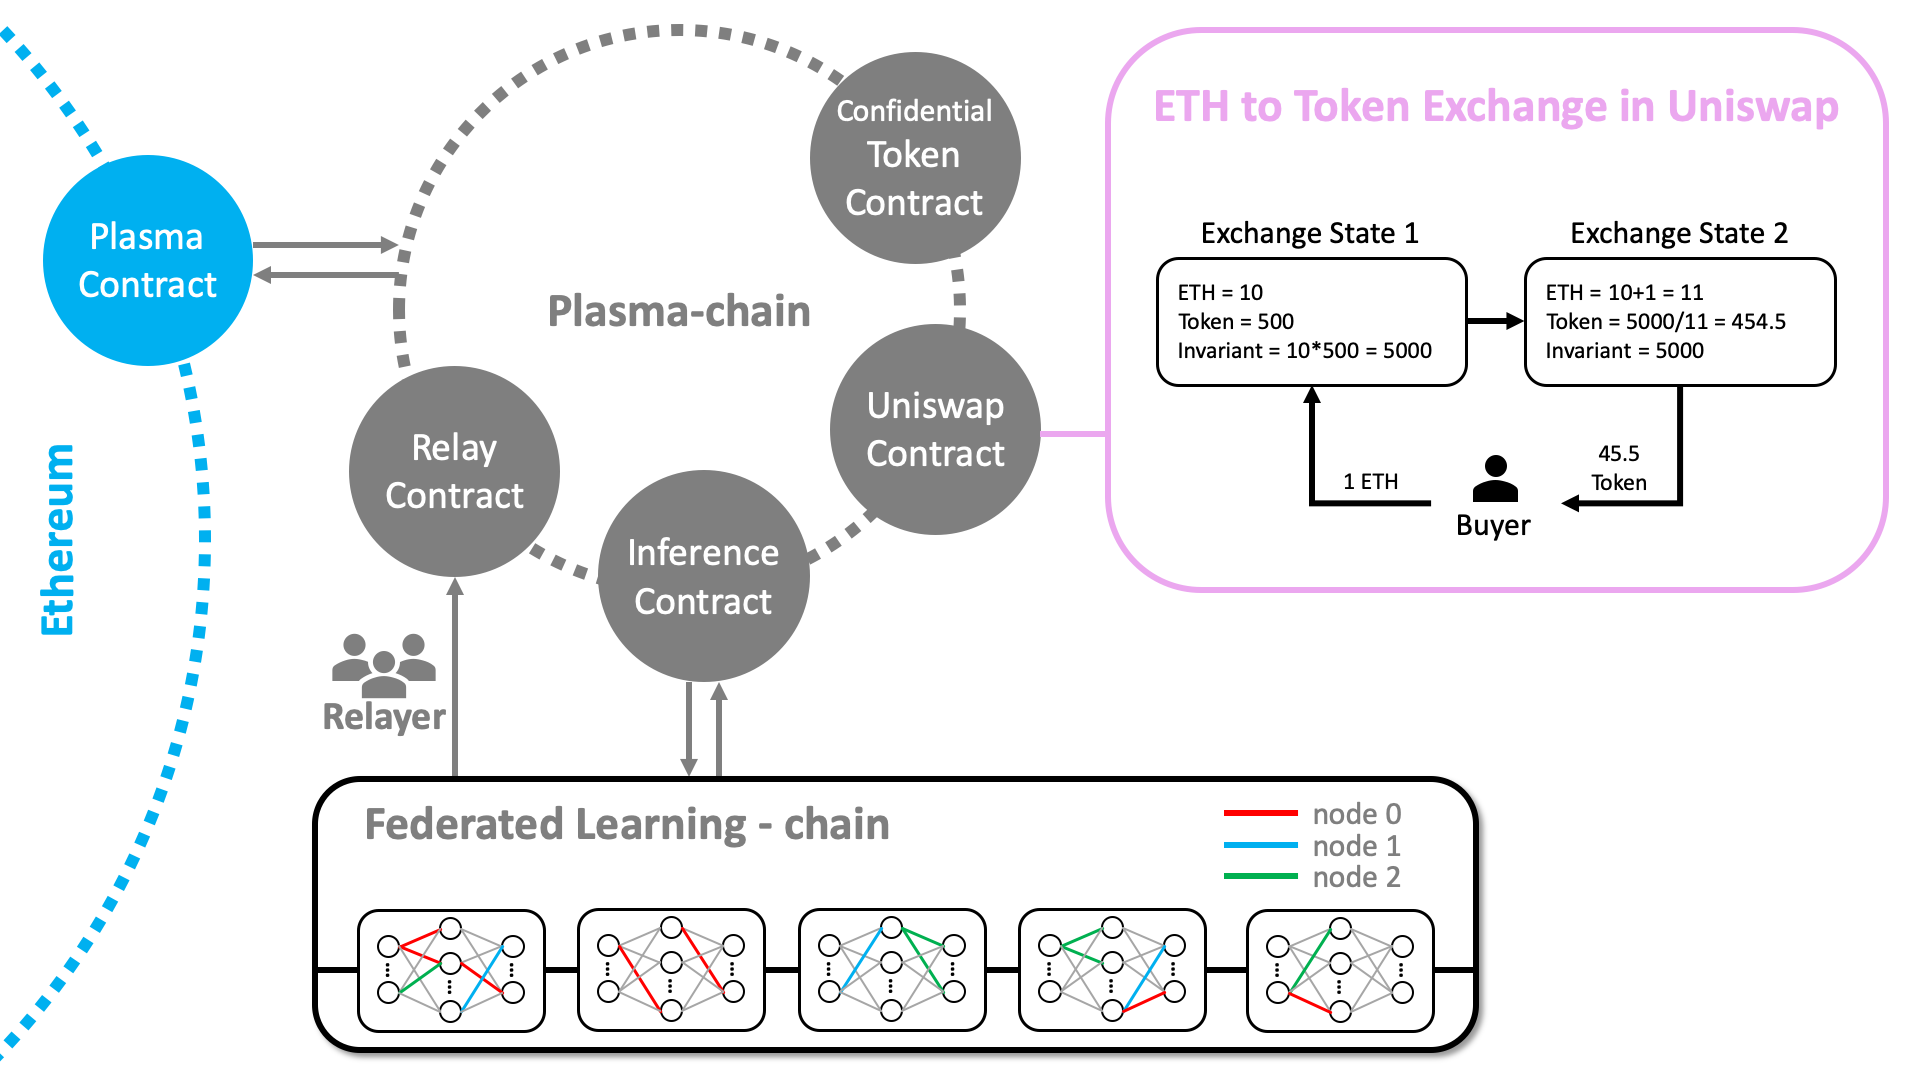 Ethereum
Plasma
Contract
Plasma-chain
Confidential
Token
Contract
Uniswap
Contract
Relay
Contract
Inference
Contract
Relayer
ETH to Token Exchange in Uniswap
Exchange State 1
ETH = 10
Token = 500
Invariant = 10*500 = 5000
Exchange State 2
ETH = 10+1 = 11
Token = 5000/11 = 454.5
Invariant = 5000
1 ETH
Buyer
45.5
Token
Federated Learning - chain
node 0
node 1
node 2